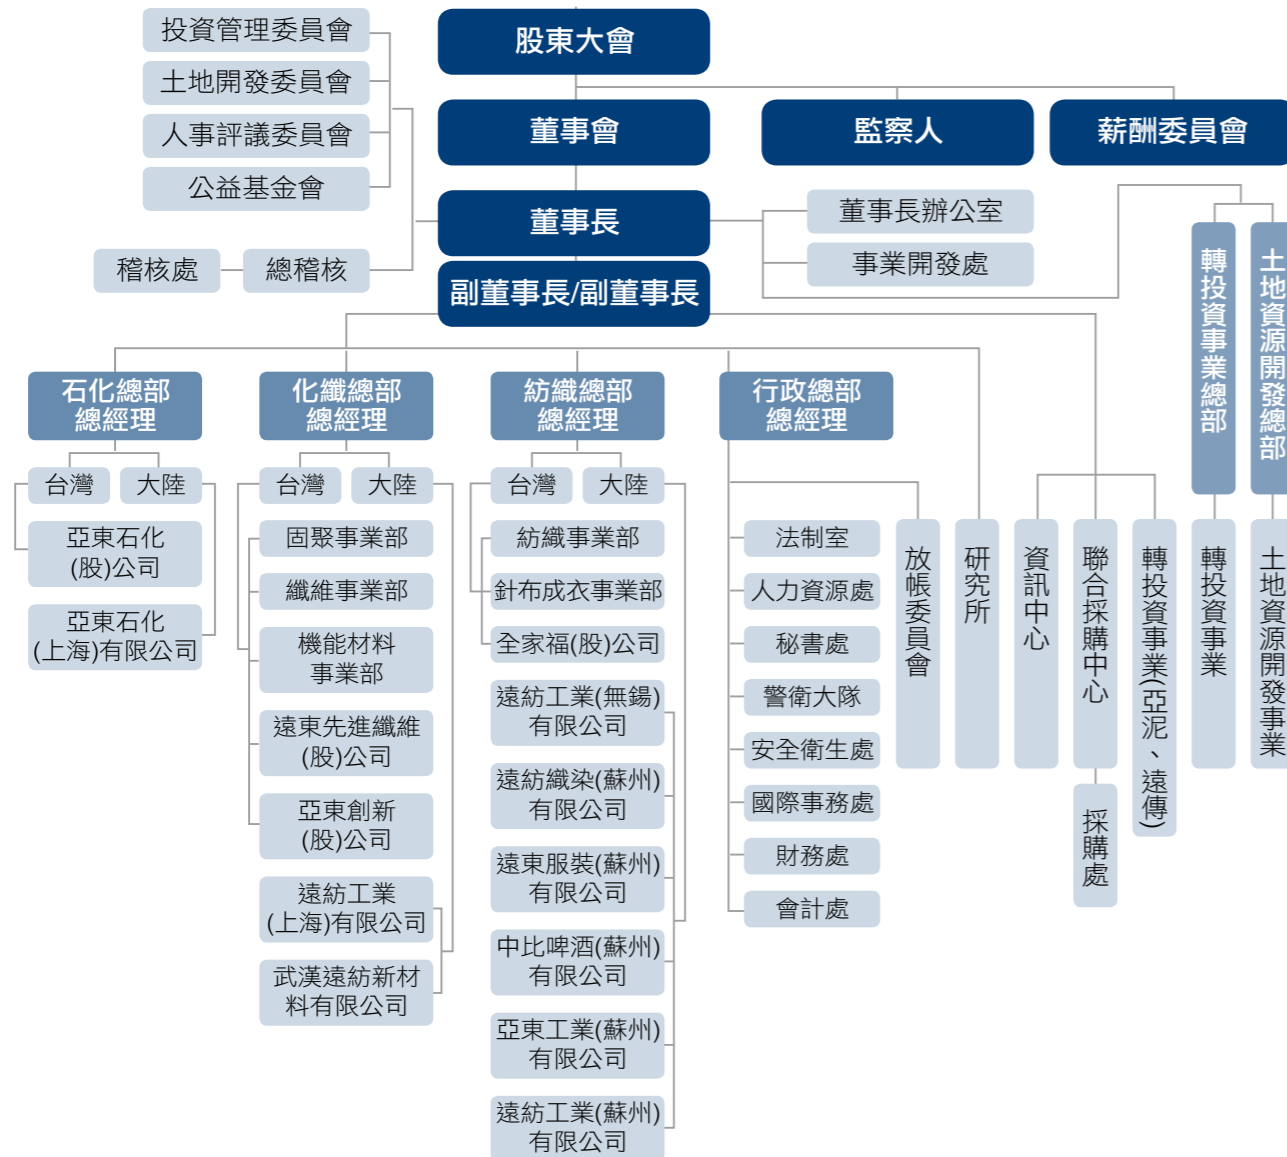 股東大會
投資管理委員會
土地開發委員會
人事評議委員會
公益基金會
董事會
監察人
薪酬委員會
董事長
董事長辦公室
事業開發處
稽核處
總稽核
副董事長/副董事長
轉投資事業總部
土地資源開發總部
石化總部
總經理
化纖總部
總經理
紡織總部
總經理
行政總部
總經理
台灣
大陸
亞東石化
(股)公司
亞東石化
(上海)有限公司
台灣
大陸
固聚事業部
纖維事業部
機能材料
事業部
遠東先進纖維
(股)公司
亞東創新
(股)公司
遠紡工業
(上海)有限公司
武漢遠紡新材
料有限公司
台灣
大陸
紡織事業部
針布成衣事業部
全家福(股)公司
遠紡工業(無錫)
有限公司
遠紡織染(蘇州)
有限公司
遠東服裝(蘇州)
有限公司
中比啤酒(蘇州)
有限公司
亞東工業(蘇州)
有限公司
遠紡工業(蘇州)
有限公司
法制室
人力資源處
秘書處
警衛大隊
安全衛生處
國際事務處
財務處
會計處
放帳委員會
研究所
資訊中心
聯合採購中心
採購處
轉投資事業(亞泥、遠傳)
轉投資事業
土地資源開發事業